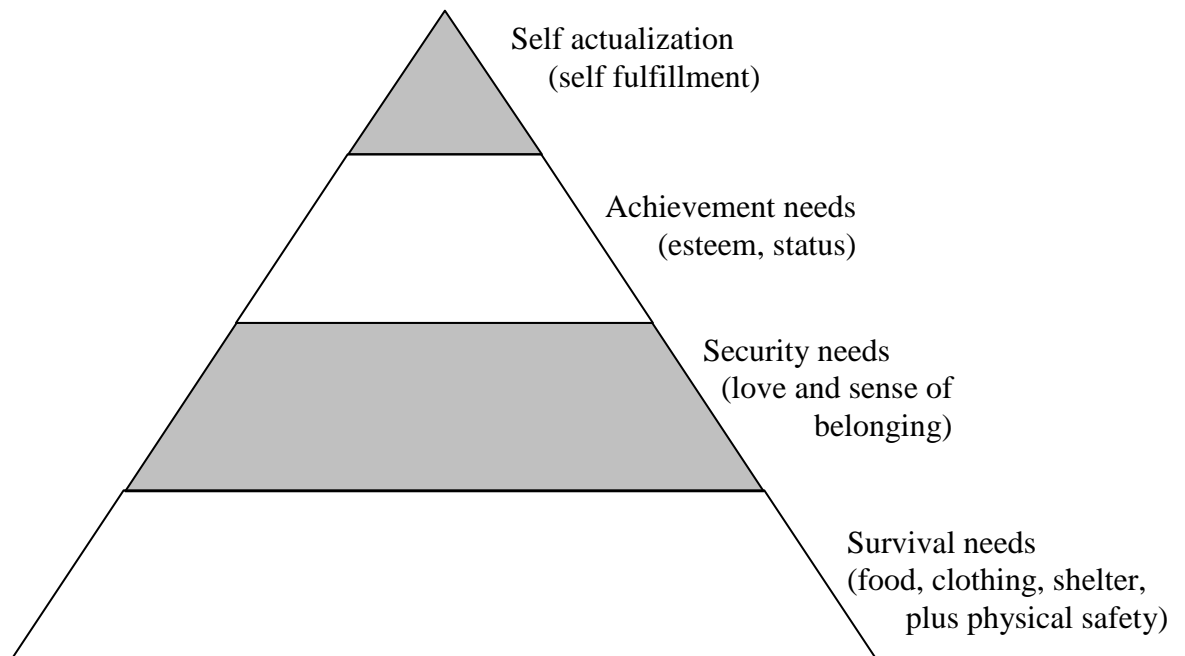 Self actualization
(self fulfillment)
Achievement needs
(esteem, status)
Security needs
(love and sense of
belonging)
Survival needs
(food, clothing, shelter,
plus physical safety)